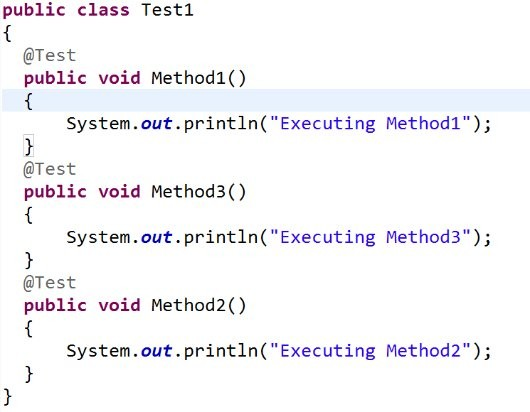 public class Test1
{
@Test
public void Method1()
{
System.out.println("Executing Method1");
}
@Test
public void Method3()
{
System.out.println("Executing Method3");
}
@Test
public void Method2()
{
System.out.println("Executing Method2");
}
}